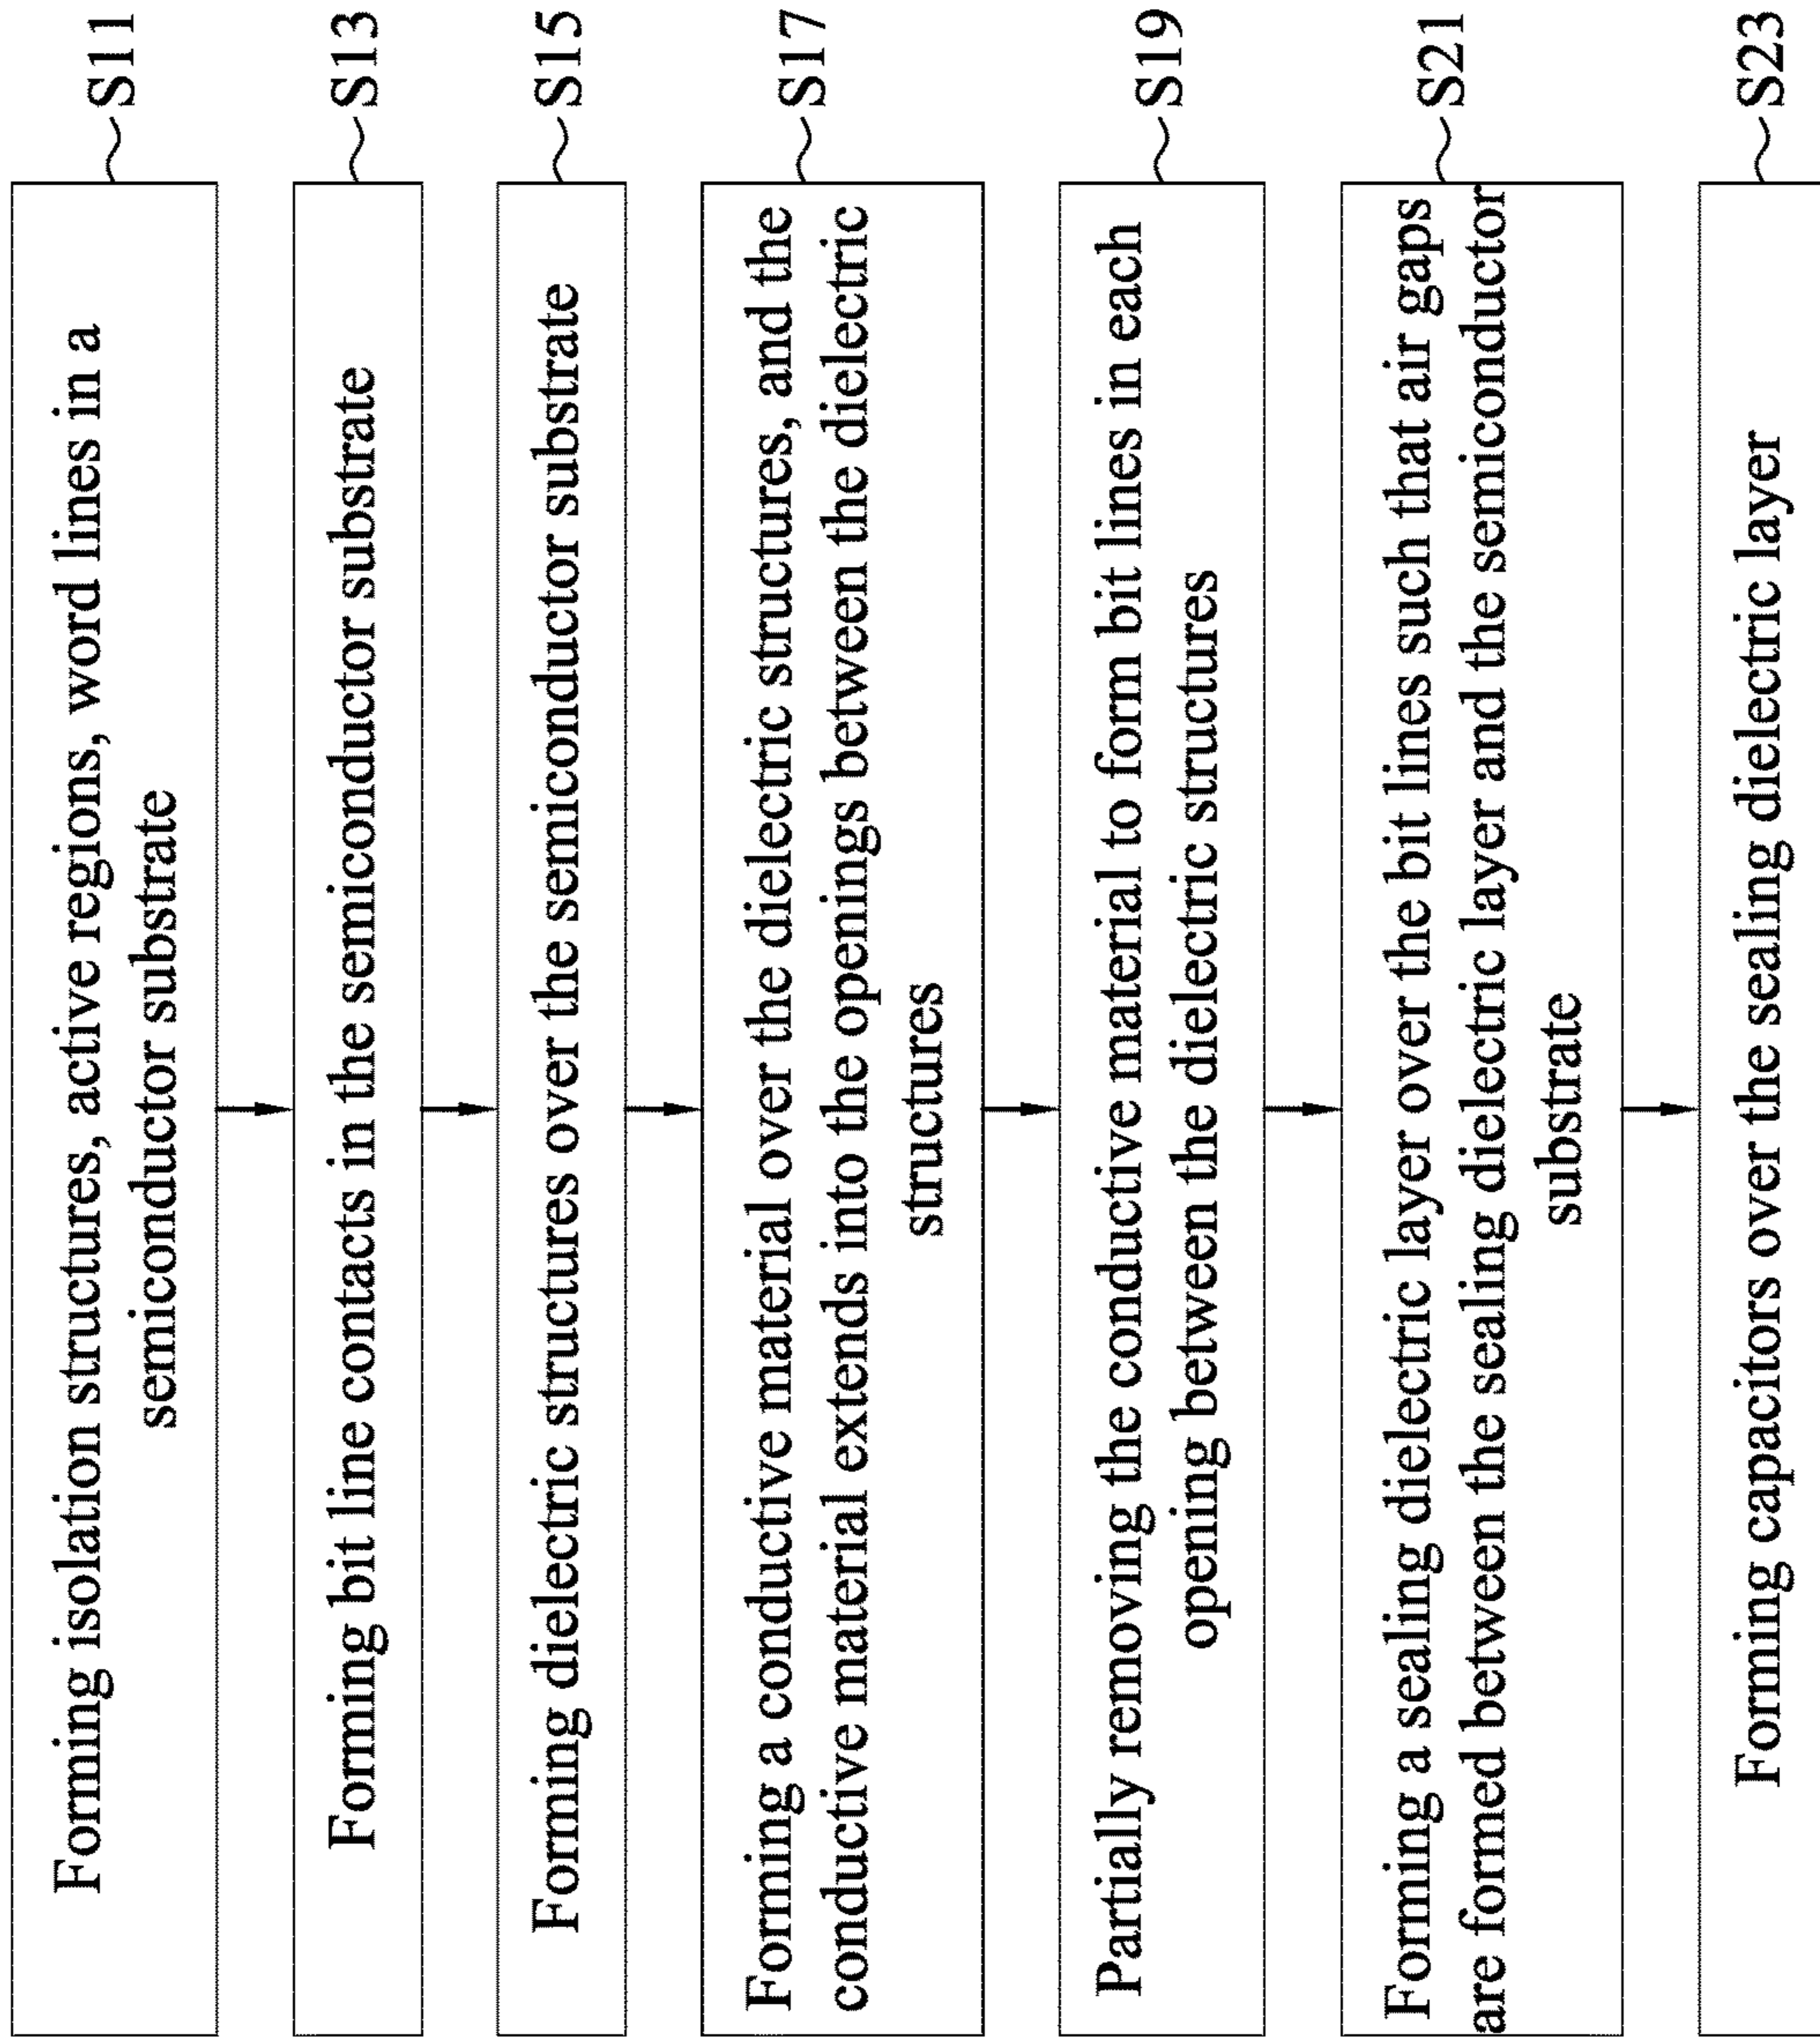 Forming isolation structures, active regions, word lines in a
semiconductor substrate
S11
Forming bit line contacts in the semiconductor substrate
S13
Forming dielectric structures over the semiconductor substrate
S15
Forming a conductive material over the dielectric structures, and the
conductive material extends into the openings between the dielectric
structures
S17
Partially removing the conductive material to form bit lines in each
opening between the dielectric structures
S19
Forming a sealing dielectric layer over the bit lines such that air gaps
are formed between the sealing dielectric layer and the semiconductor
substrate
S21
Forming capacitors over the sealing dielectric layer
S23